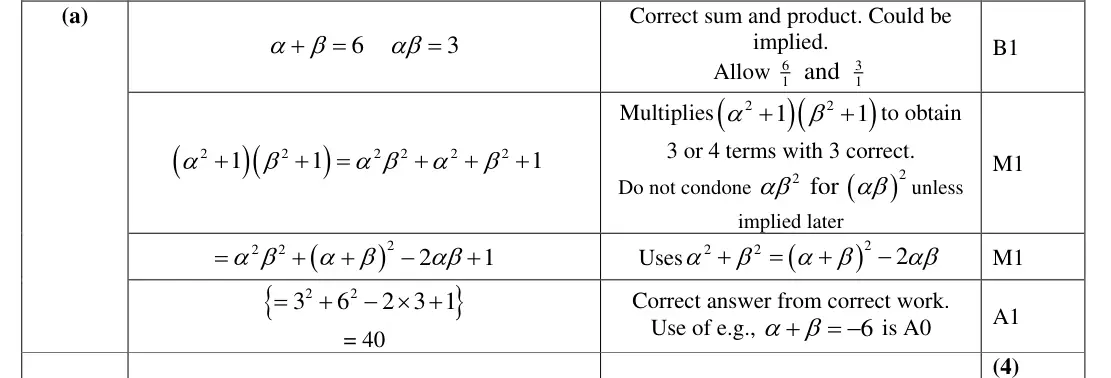 (a)
α + β = 6   αβ = 3
Correct sum and product. Could be
implied.
Allow 6/1 and 3/1
B1
(α² + 1)(β² + 1) = α²β² + α² + β² + 1
Multiplies (α² + 1)(β² + 1) to obtain
3 or 4 terms with 3 correct.
Do not condone αβ² for (αβ)² unless
implied later
M1
= α²β² + (α + β)² − 2αβ + 1
Uses α² + β² = (α + β)² − 2αβ
M1
{= 3² + 6² − 2 × 3 + 1}
= 40
Correct answer from correct work.
Use of e.g., α + β = −6 is A0
A1
(4)